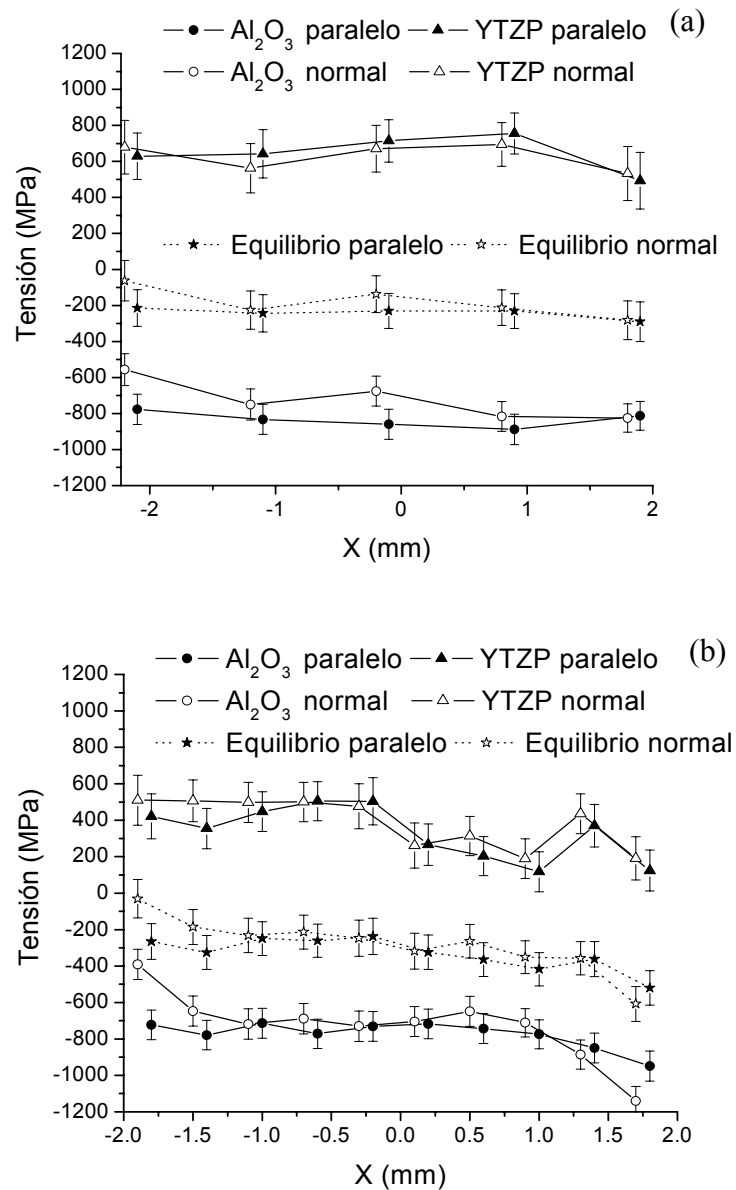 (a)
Al2O3 paralelo YTZP paralelo
Al2O3 normal YTZP normal
1200
1000
800
600
400
200
0
-200
-400
-600
-800
-1000
-1200
Tensión (MPa)
Equilibrio paralelo Equilibrio normal
-2 -1 0 1 2
X (mm)
(b)
Al2O3 paralelo YTZP paralelo
Al2O3 normal YTZP normal
Equilibrio paralelo Equilibrio normal
1200
1000
800
600
400
200
0
-200
-400
-600
-800
-1000
-1200
Tensión (MPa)
-2.0 -1.5 -1.0 -0.5 0.0 0.5 1.0 1.5 2.0
X (mm)